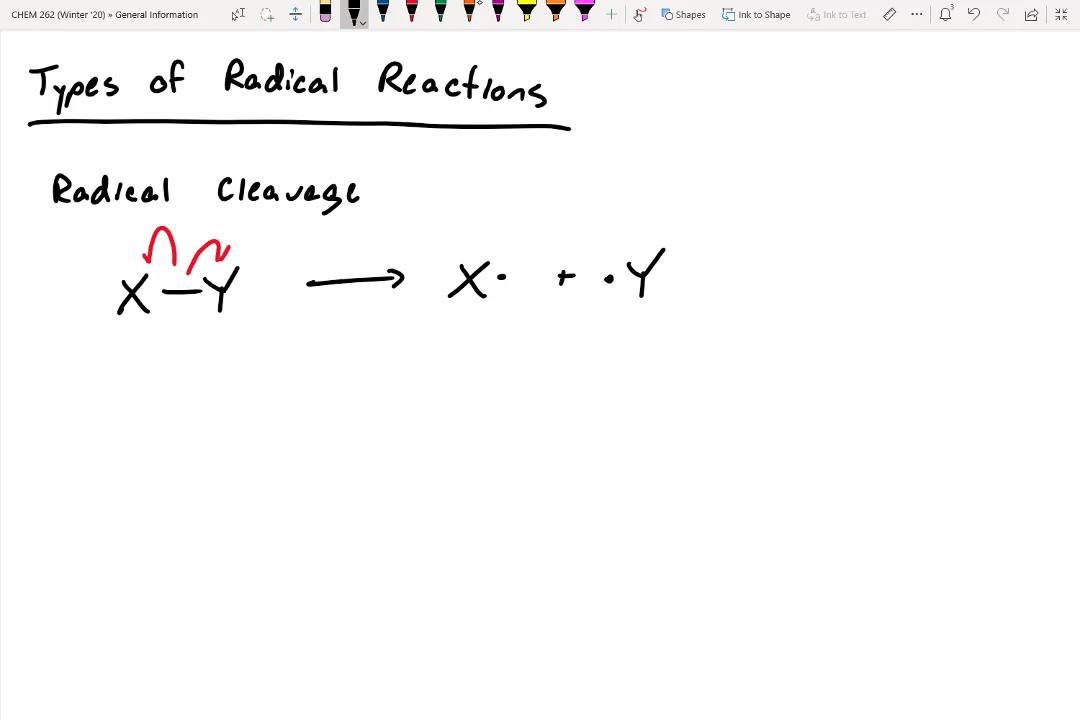 CHEM 262 (Winter '20) » General Information
Shapes
Ink to Shape
Ink to Text
3
Types of Radical Reactions
Radical Cleavage
X—Y ⟶ X• + •Y